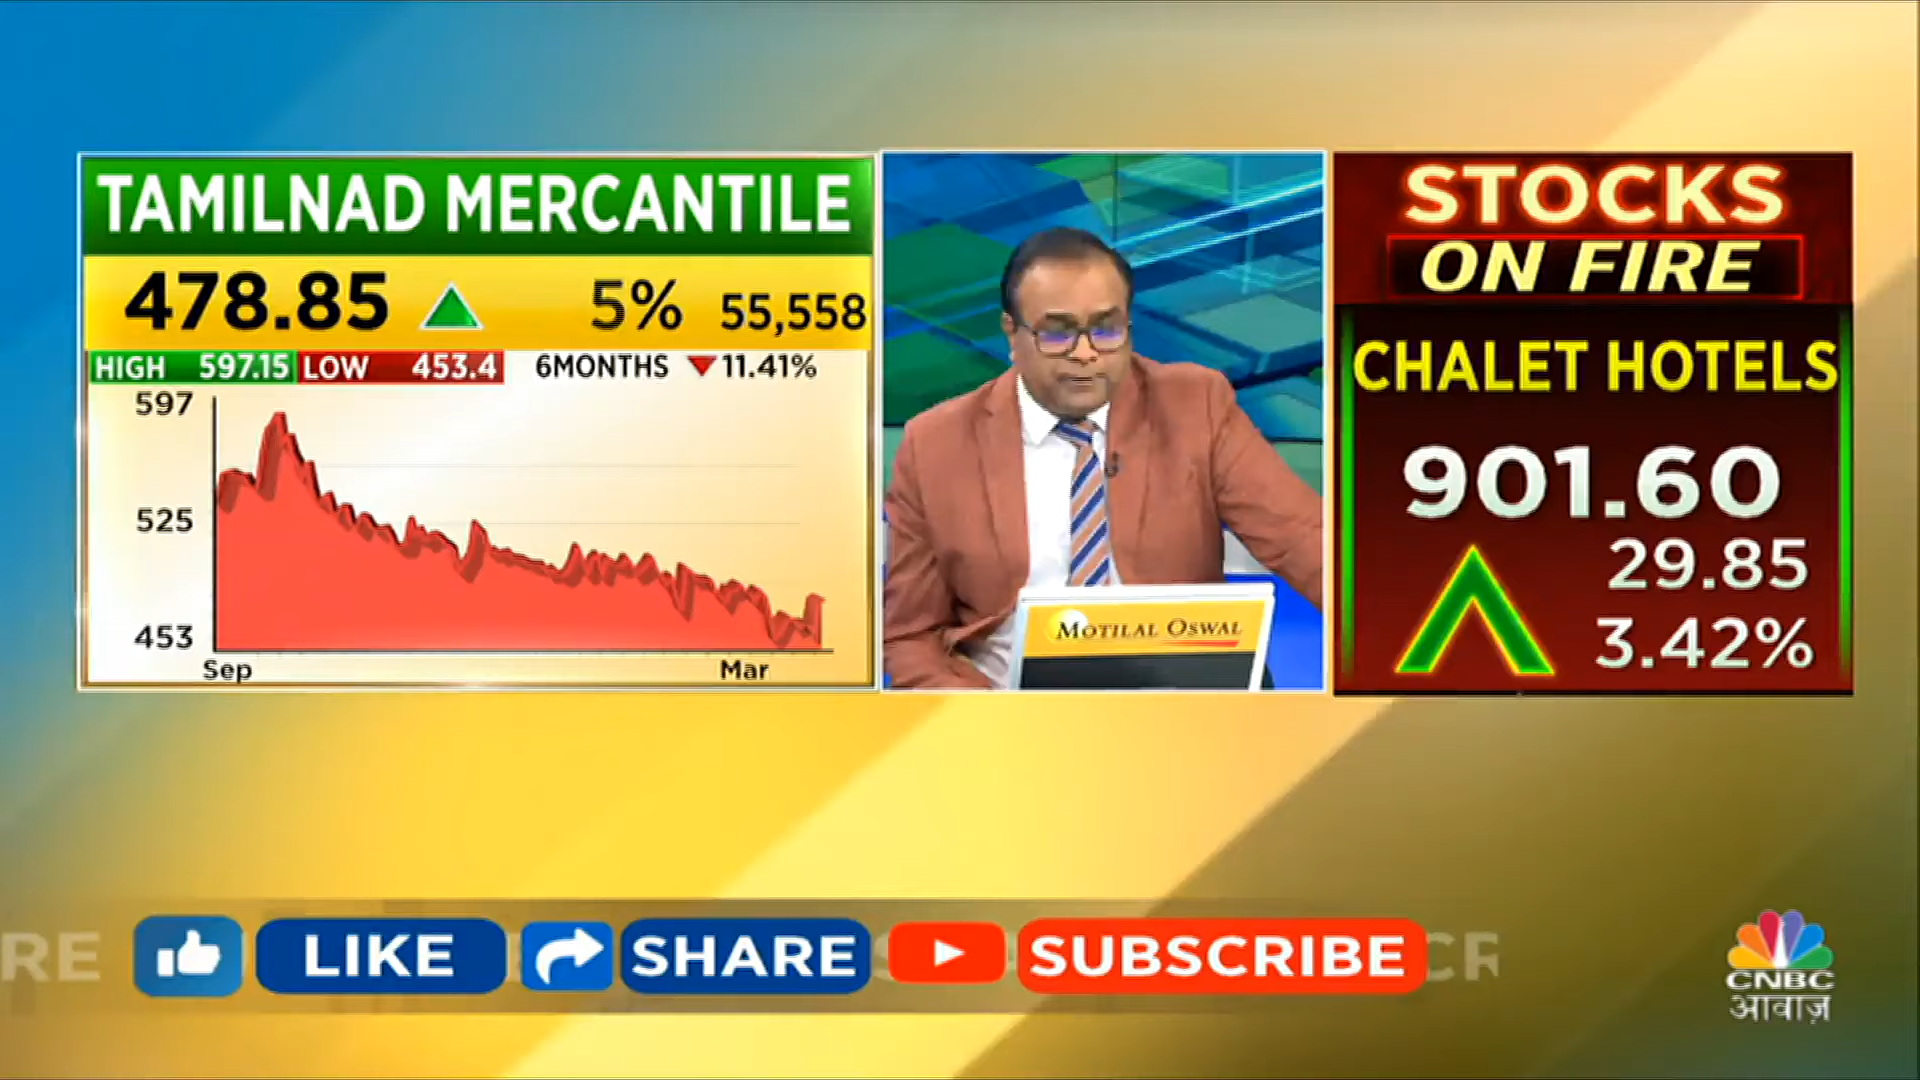 TAMILNAD MERCANTILE
478.85 5% 55,558
HIGH 597.15 LOW 453.4 6MONTHS 11.41%
597
525
453
Sep Mar
MOTILAL OSWAL
STOCKS
ON FIRE
CHALET HOTELS
901.60
29.85
3.42%
RE LIKE SHARE SUBSCRIBE CR
CNBC
आवाज़